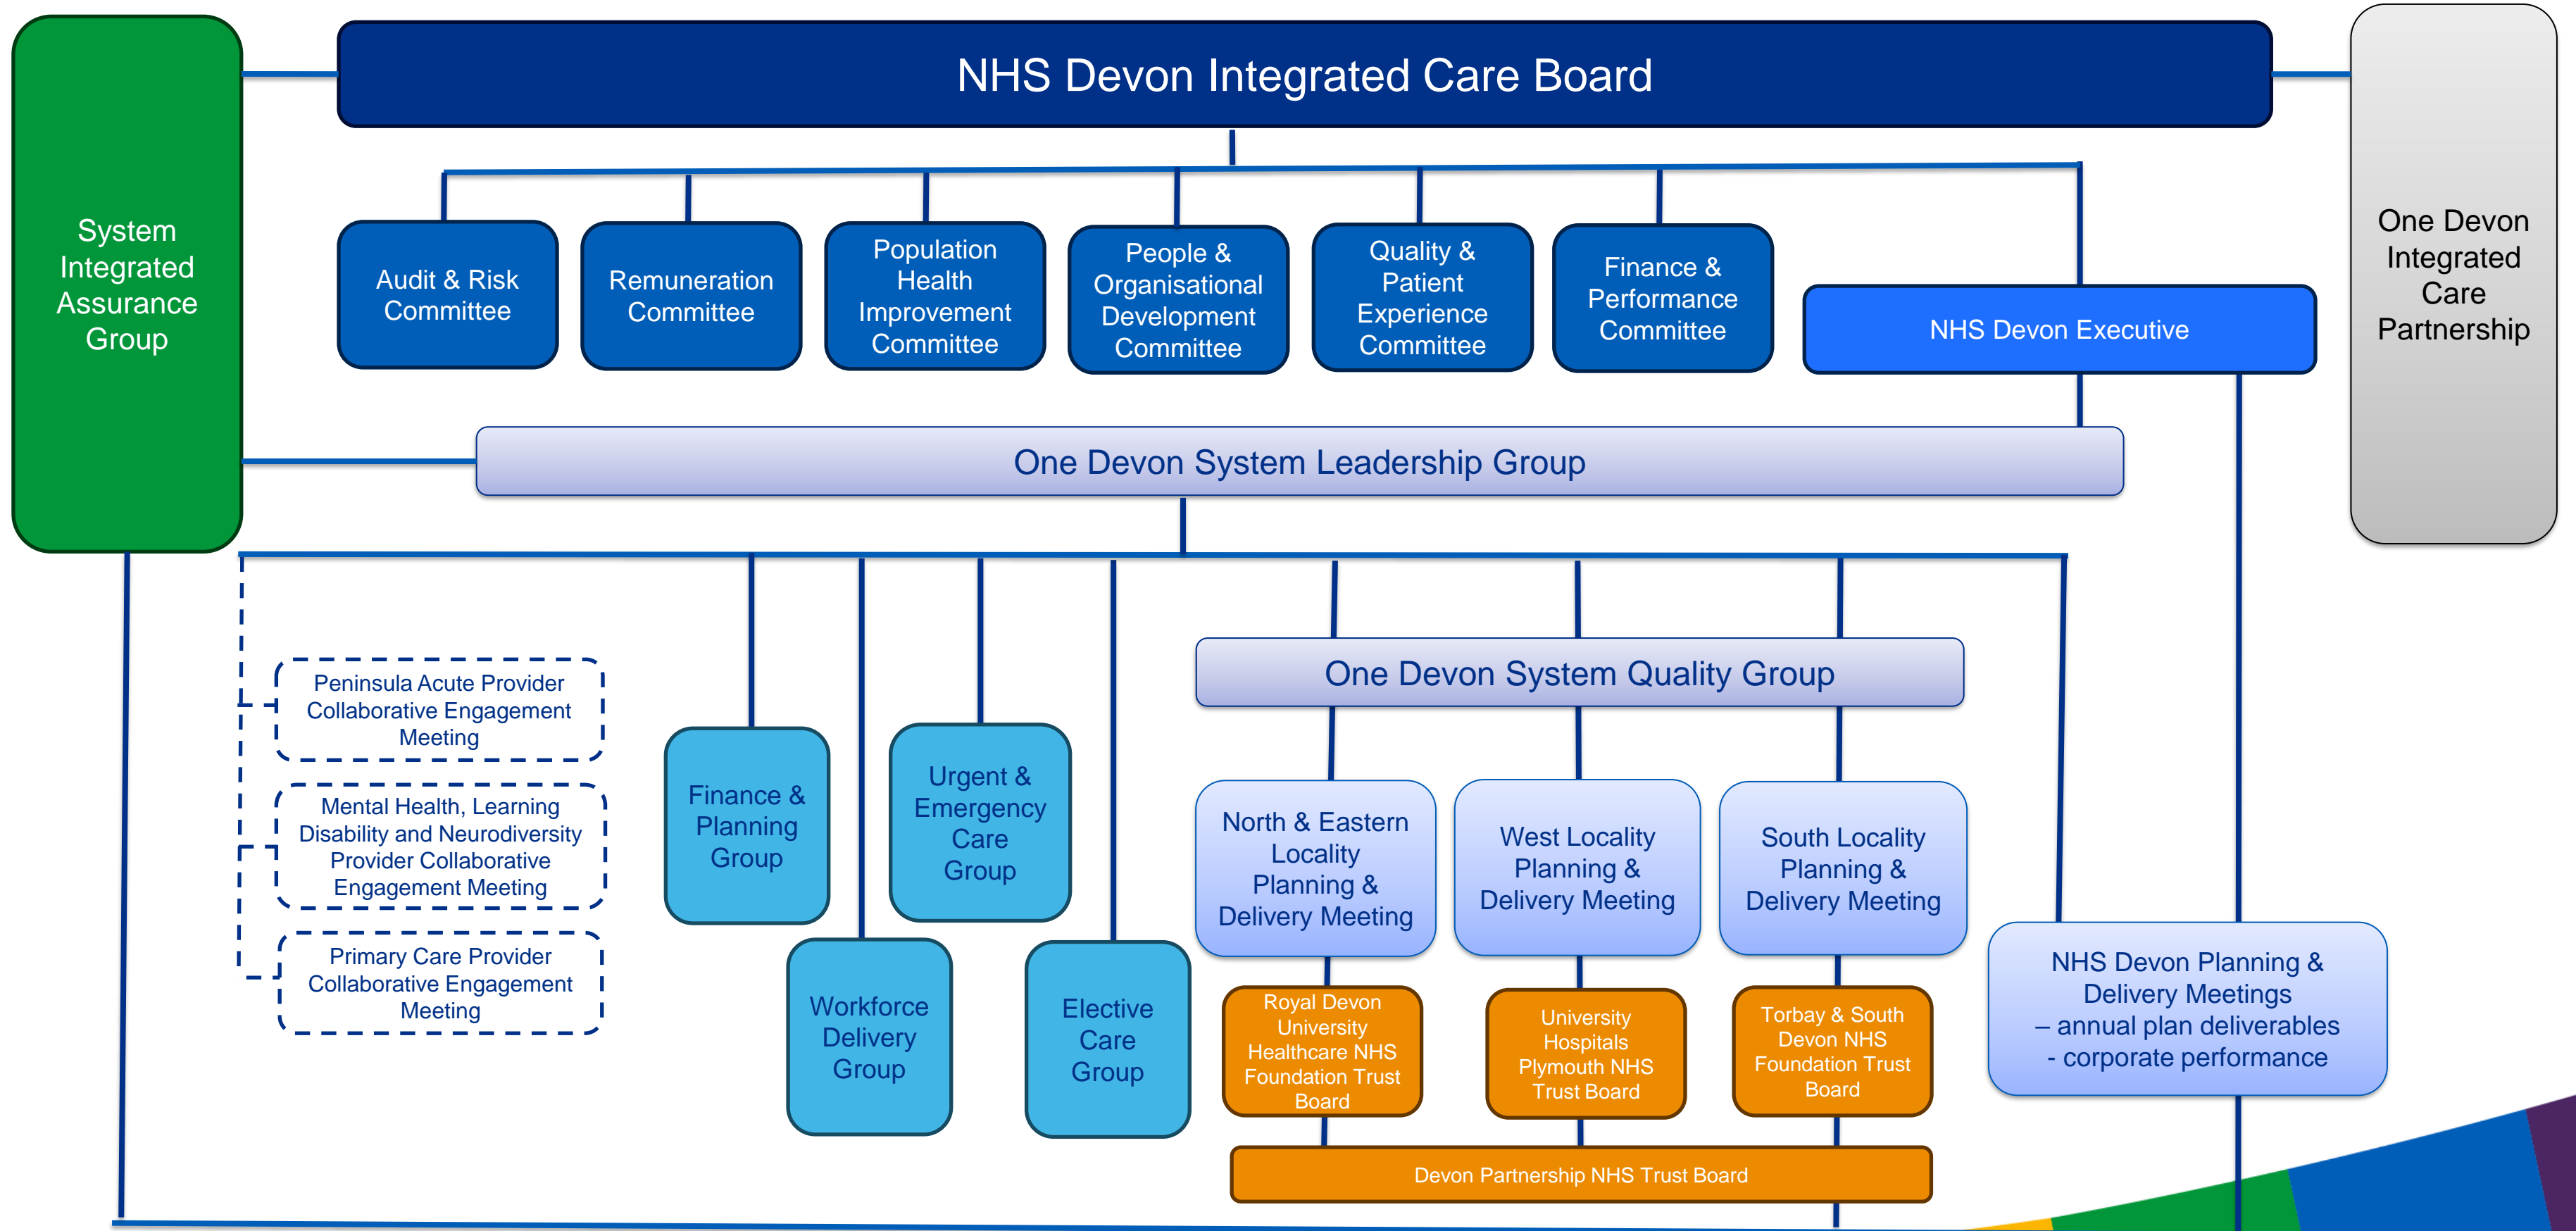 NHS Devon Integrated Care Board
System
Integrated
Assurance
Group
One Devon
Integrated
Care
Partnership
Audit & Risk
Committee
Remuneration
Committee
Population
Health
Improvement
Committee
People &
Organisational
Development
Committee
Quality &
Patient
Experience
Committee
Finance &
Performance
Committee
NHS Devon Executive
One Devon System Leadership Group
Peninsula Acute Provider
Collaborative Engagement
Meeting
Mental Health, Learning
Disability and Neurodiversity
Provider Collaborative
Engagement Meeting
Primary Care Provider
Collaborative Engagement
Meeting
Finance &
Planning
Group
Workforce
Delivery
Group
Urgent &
Emergency
Care
Group
Elective
Care
Group
One Devon System Quality Group
North & Eastern
Locality
Planning &
Delivery Meeting
West Locality
Planning &
Delivery Meeting
South Locality
Planning &
Delivery Meeting
Royal Devon
University
Healthcare NHS
Foundation Trust
Board
University
Hospitals
Plymouth NHS
Trust Board
Torbay & South
Devon NHS
Foundation Trust
Board
Devon Partnership NHS Trust Board
NHS Devon Planning &
Delivery Meetings
– annual plan deliverables
- corporate performance